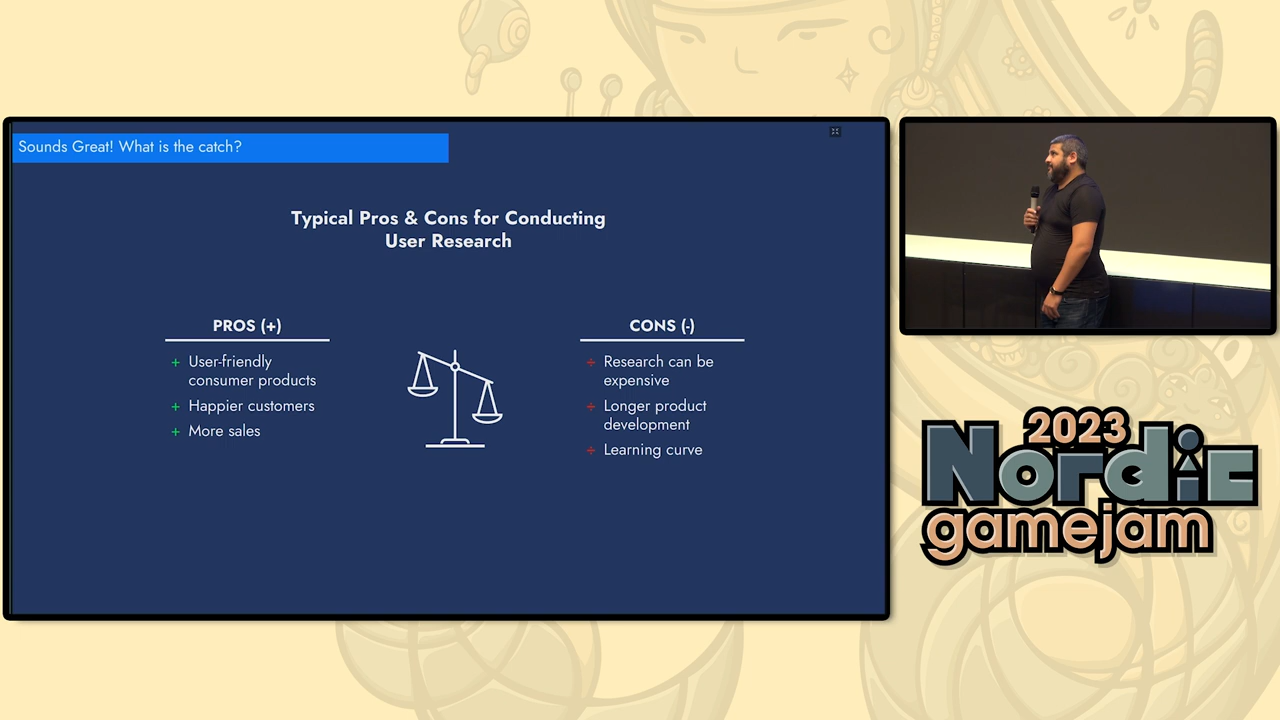 Sounds Great! What is the catch?
Typical Pros & Cons for Conducting
User Research
PROS (+)
+ User-friendly
consumer products
+ Happier customers
+ More sales
CONS (-)
÷ Research can be
expensive
÷ Longer product
development
÷ Learning curve
2023
Nordic
gamejam